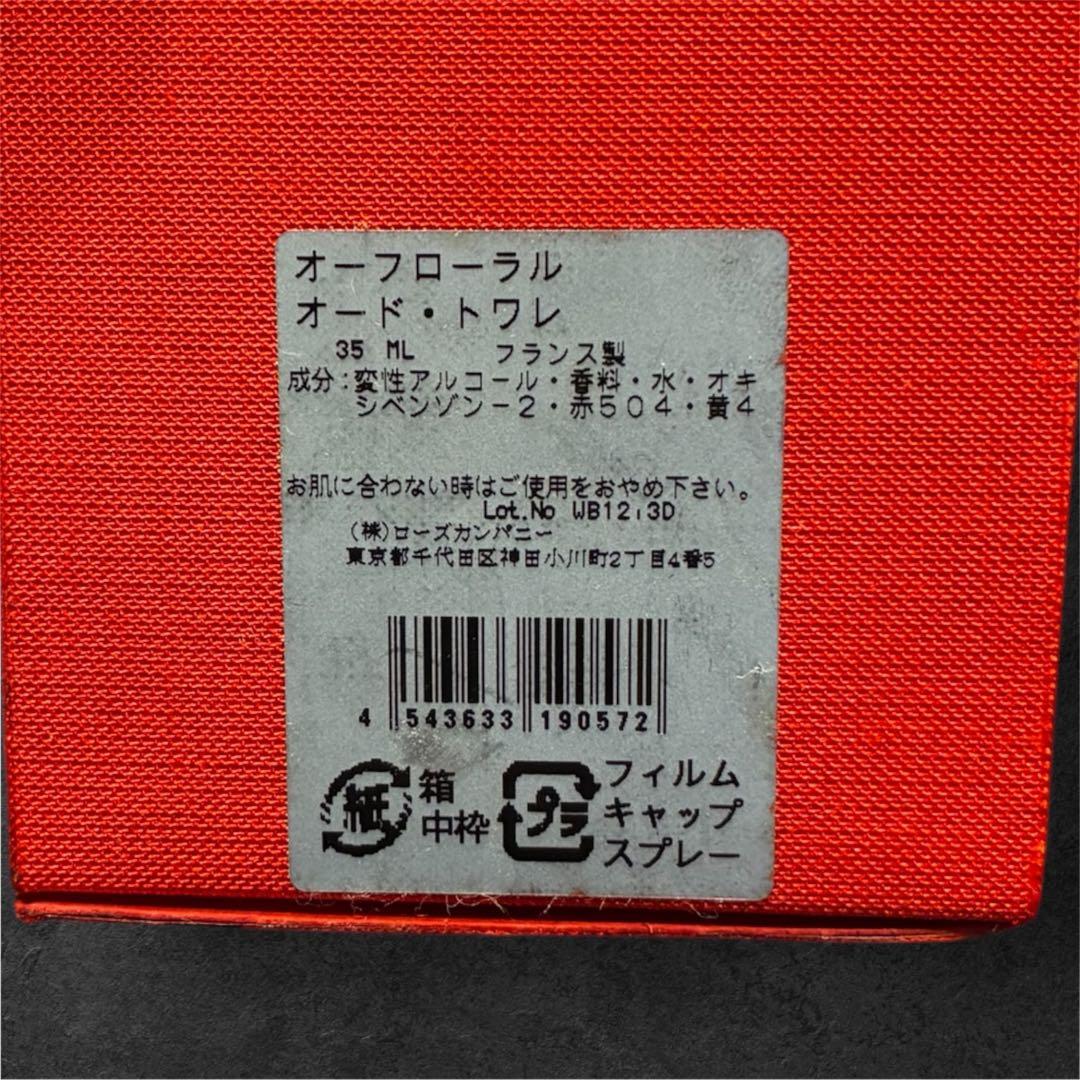 オーフローラル
オード・トワレ
35 ML フランス製
成分：変性アルコール・香料・水・オキ
シベンゾン－２・赤５０４・黄４
お肌に合わない時はご使用をおやめ下さい。
Lot.No WB12I3D
(株)ローズカンパニー
東京都千代田区神田小川町2丁目4番5
4 543633 190572
紙 箱
中枠
プラ フィルム
キャップ
スプレー